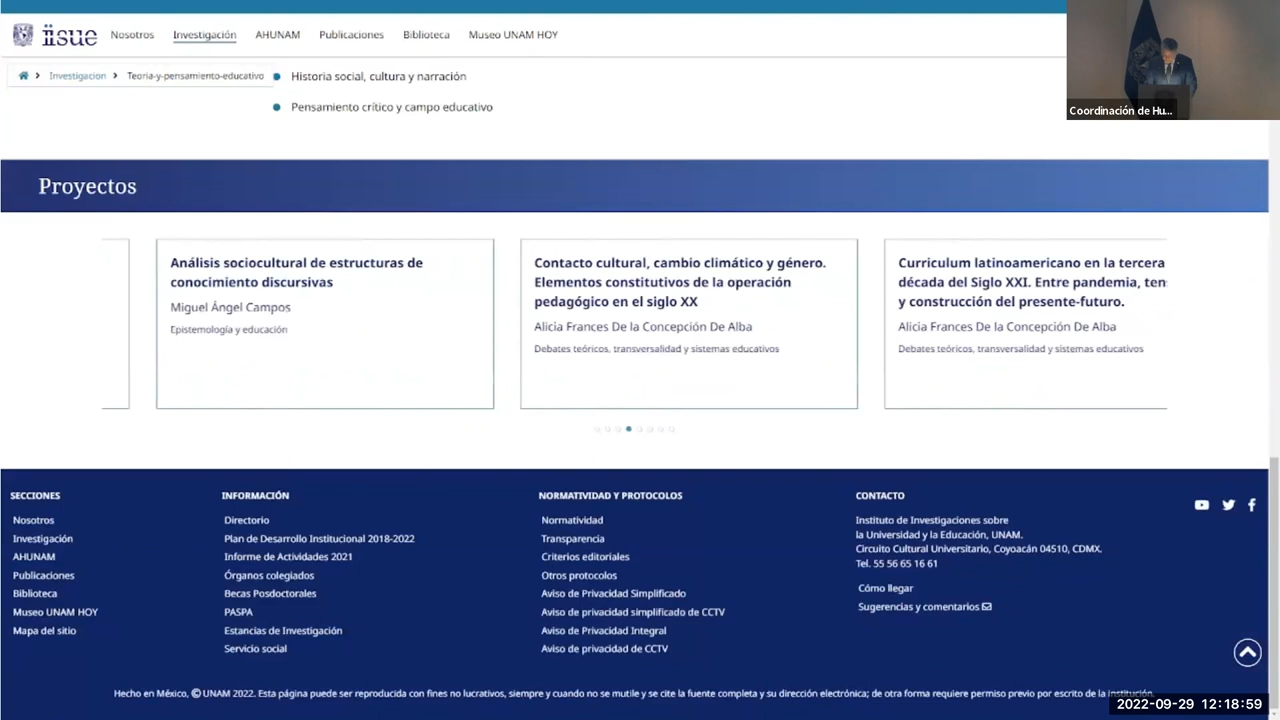 iisue
Nosotros Investigación AHUNAM Publicaciones Biblioteca Museo UNAM HOY
Investigacion Teoria-y-pensamiento-educativo
Historia social, cultura y narración
Pensamiento crítico y campo educativo
Coordinación de Hu...
Proyectos
Análisis sociocultural de estructuras de
conocimiento discursivas
Miguel Ángel Campos
Epistemología y educación
Contacto cultural, cambio climático y género.
Elementos constitutivos de la operación
pedagógico en el siglo XX
Alicia Frances De la Concepción De Alba
Debates teóricos, transversalidad y sistemas educativos
Curriculum latinoamericano en la tercera
década del Siglo XXI. Entre pandemia, ten
y construcción del presente-futuro.
Alicia Frances De la Concepción De Alba
Debates teóricos, transversalidad y sistemas educativos
SECCIONES
Nosotros
Investigación
AHUNAM
Publicaciones
Biblioteca
Museo UNAM HOY
Mapa del sitio
INFORMACIÓN
Directorio
Plan de Desarrollo Institucional 2018-2022
Informe de Actividades 2021
Órganos colegiados
Becas Posdoctorales
PASPA
Estancias de Investigación
Servicio social
NORMATIVIDAD Y PROTOCOLOS
Normatividad
Transparencia
Criterios editoriales
Otros protocolos
Aviso de Privacidad Simplificado
Aviso de privacidad simplificado de CCTV
Aviso de Privacidad Integral
Aviso de privacidad de CCTV
CONTACTO
Instituto de Investigaciones sobre
la Universidad y la Educación, UNAM.
Circuito Cultural Universitario, Coyoacán 04510, CDMX.
Tel. 55 56 65 16 61
Cómo llegar
Sugerencias y comentarios
Hecho en México, © UNAM 2022. Esta página puede ser reproducida con fines no lucrativos, siempre y cuando no se mutile y se cite la fuente completa y su dirección electrónica; de otra forma requiere permiso previo por escrito de la institución.
2022-09-29 12:18:59